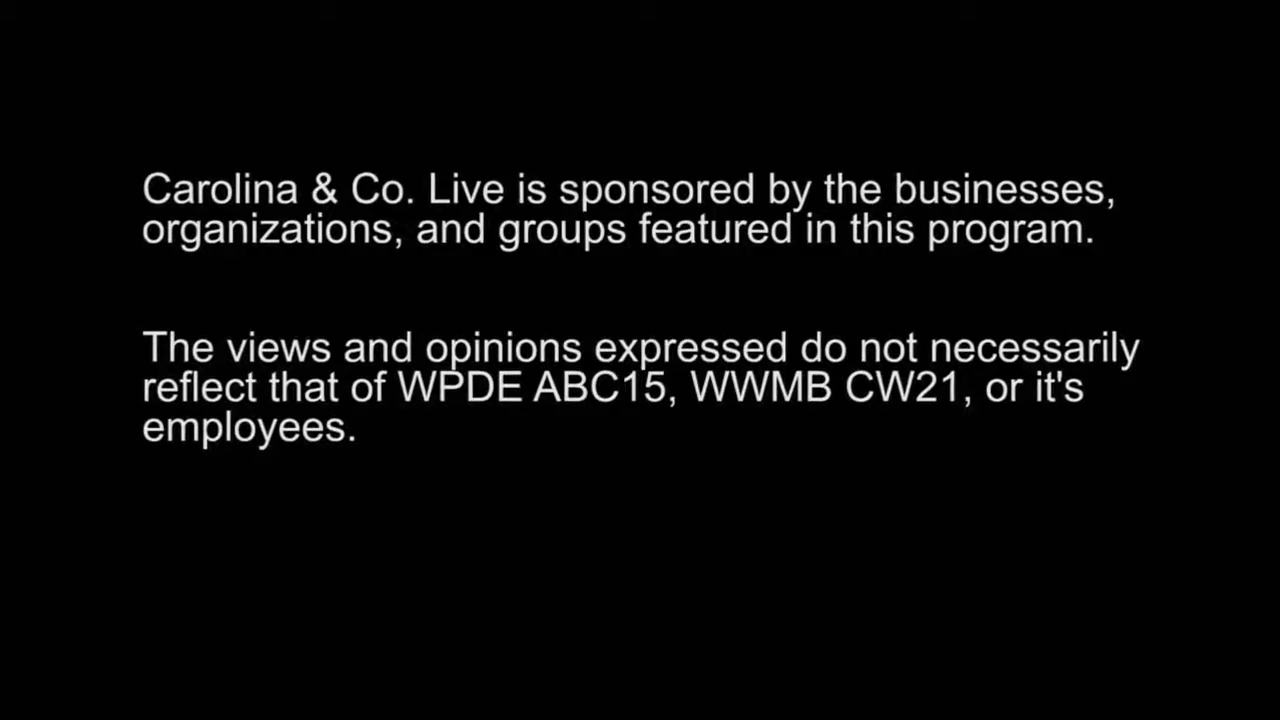 Carolina & Co. Live is sponsored by the businesses,
organizations, and groups featured in this program.
The views and opinions expressed do not necessarily
reflect that of WPDE ABC15, WWMB CW21, or it's
employees.